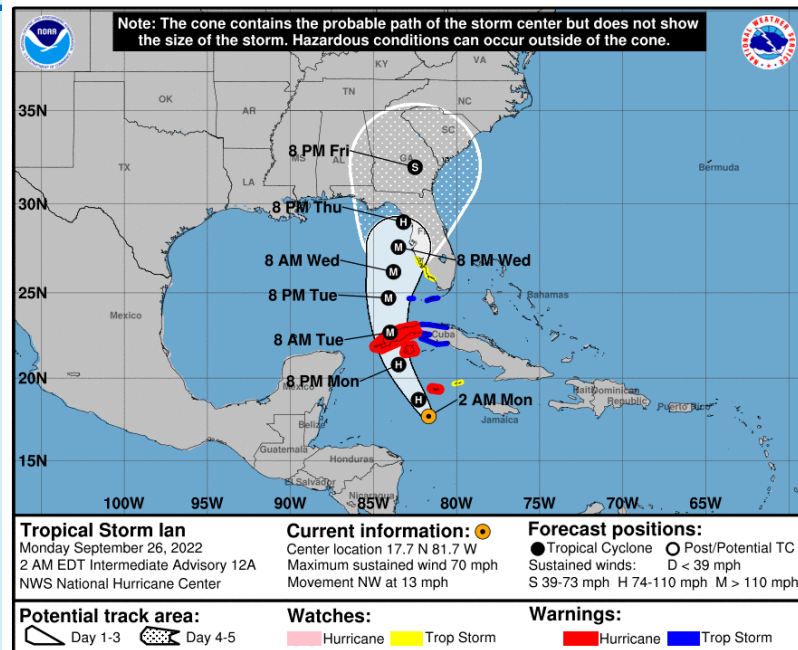 Note: The cone contains the probable path of the storm center but does not show
the size of the storm. Hazardous conditions can occur outside of the cone.
NOAA
NATIONAL WEATHER SERVICE
KY
VA
OK
TN
NC
35N
AR
SC
8 PM Fri
MS
AL
GA
S
TX
Bermuda
LA
30N
8 PM Thu
H
FL
8 AM Wed
M
8 PM Wed
M
25N
8 PM Tue
M
Bahamas
Mexico
8 AM Tue
M
Cuba
20N
8 PM Mon
H
Mexico
Haiti
Dominican
Republic
Puerto Rico
H
2 AM Mon
Jamaica
Belize
Guatemala
Honduras
15N
El Salvador
Nicaragua
100W 95W 90W 85W 80W 75W 70W 65W
Tropical Storm Ian
Monday September 26, 2022
2 AM EDT Intermediate Advisory 12A
NWS National Hurricane Center
Current information:
Center location 17.7 N 81.7 W
Maximum sustained wind 70 mph
Movement NW at 13 mph
Forecast positions:
Tropical Cyclone Post/Potential TC
Sustained winds: D < 39 mph
S 39-73 mph H 74-110 mph M > 110 mph
Potential track area:
Day 1-3 Day 4-5
Watches:
Hurricane Trop Storm
Warnings:
Hurricane Trop Storm